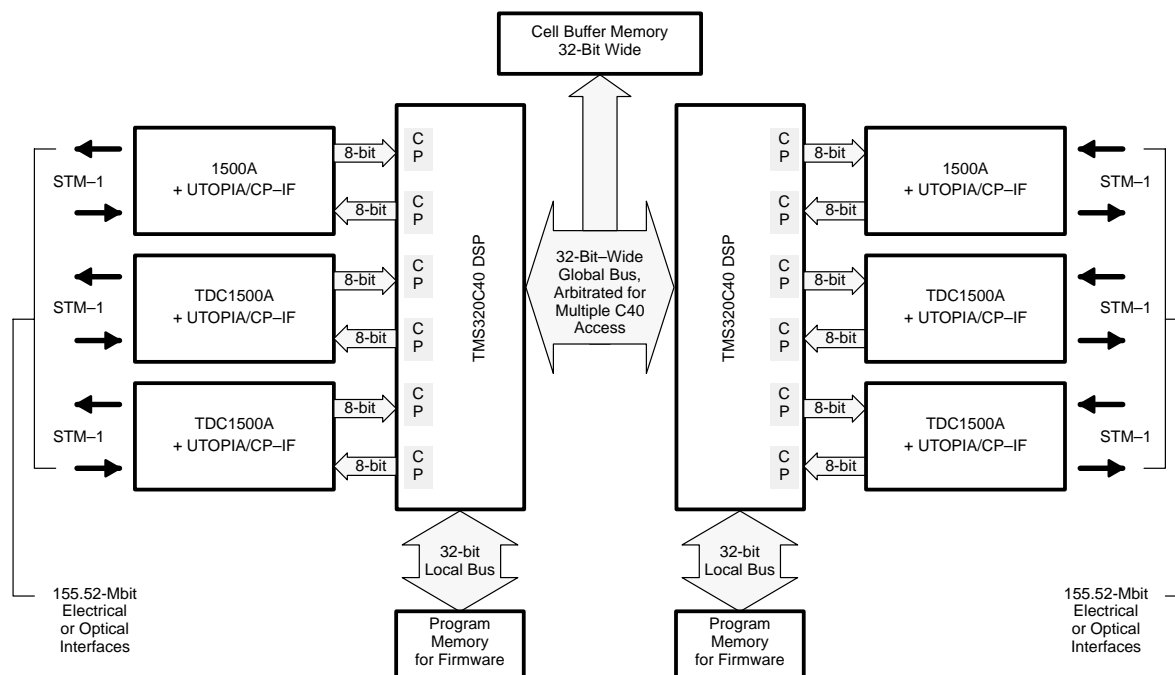 Cell Buffer Memory
32-Bit Wide
STM–1
1500A
+ UTOPIA/CP–IF
8-bit
8-bit
C
P
C
P
STM–1
TDC1500A
+ UTOPIA/CP–IF
8-bit
8-bit
C
P
C
P
STM–1
TDC1500A
+ UTOPIA/CP–IF
8-bit
8-bit
C
P
C
P
TMS320C40 DSP
32-Bit–Wide
Global Bus,
Arbitrated for
Multiple C40
Access
TMS320C40 DSP
C
P
C
P
8-bit
8-bit
1500A
+ UTOPIA/CP–IF
STM–1
C
P
C
P
8-bit
8-bit
TDC1500A
+ UTOPIA/CP–IF
STM–1
C
P
C
P
8-bit
8-bit
TDC1500A
+ UTOPIA/CP–IF
STM–1
32-bit
Local Bus
32-bit
Local Bus
155.52-Mbit
Electrical
or Optical
Interfaces
Program
Memory
for Firmware
Program
Memory
for Firmware
155.52-Mbit
Electrical
or Optical
Interfaces